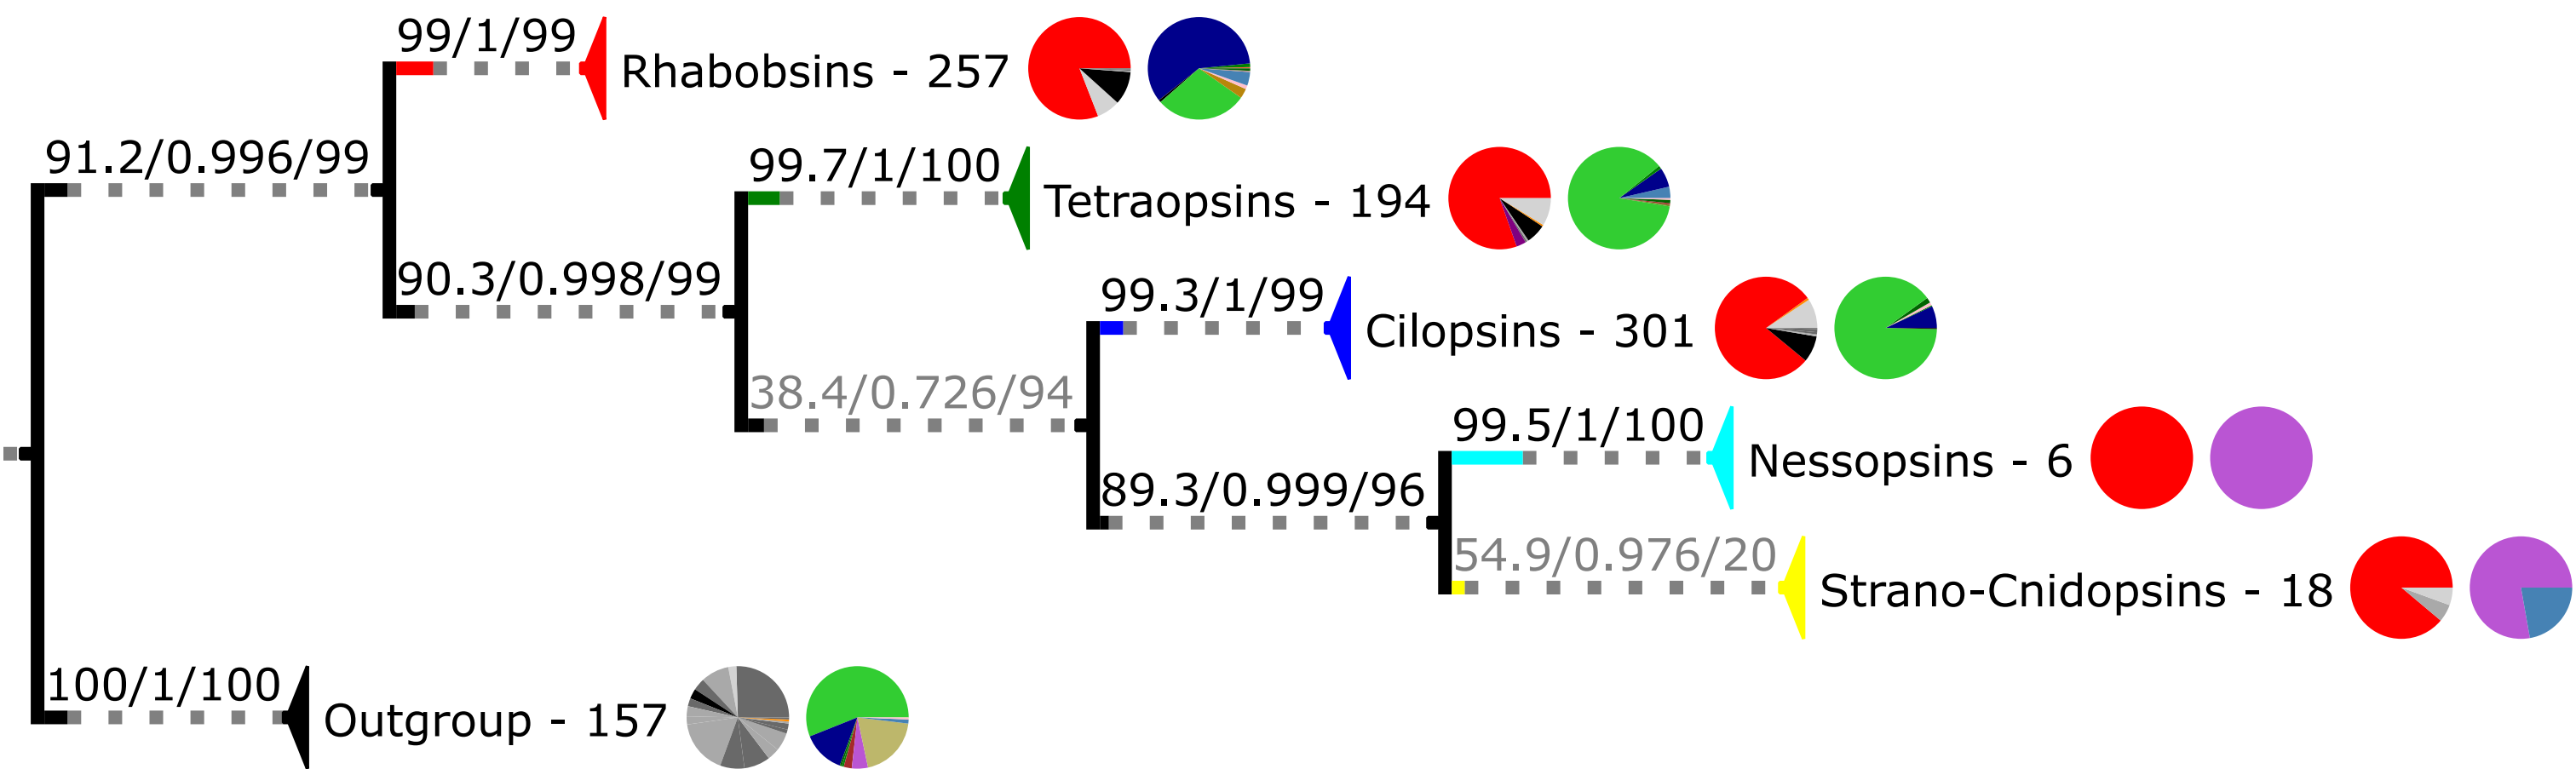 99/1/99
Rhabobsins - 257
91.2/0.996/99
99.7/1/100
Tetraopsins - 194
90.3/0.998/99
99.3/1/99
Cilopsins - 301
38.4/0.726/94
99.5/1/100
Nessopsins - 6
89.3/0.999/96
54.9/0.976/20
Strano-Cnidopsins - 18
100/1/100
Outgroup - 157